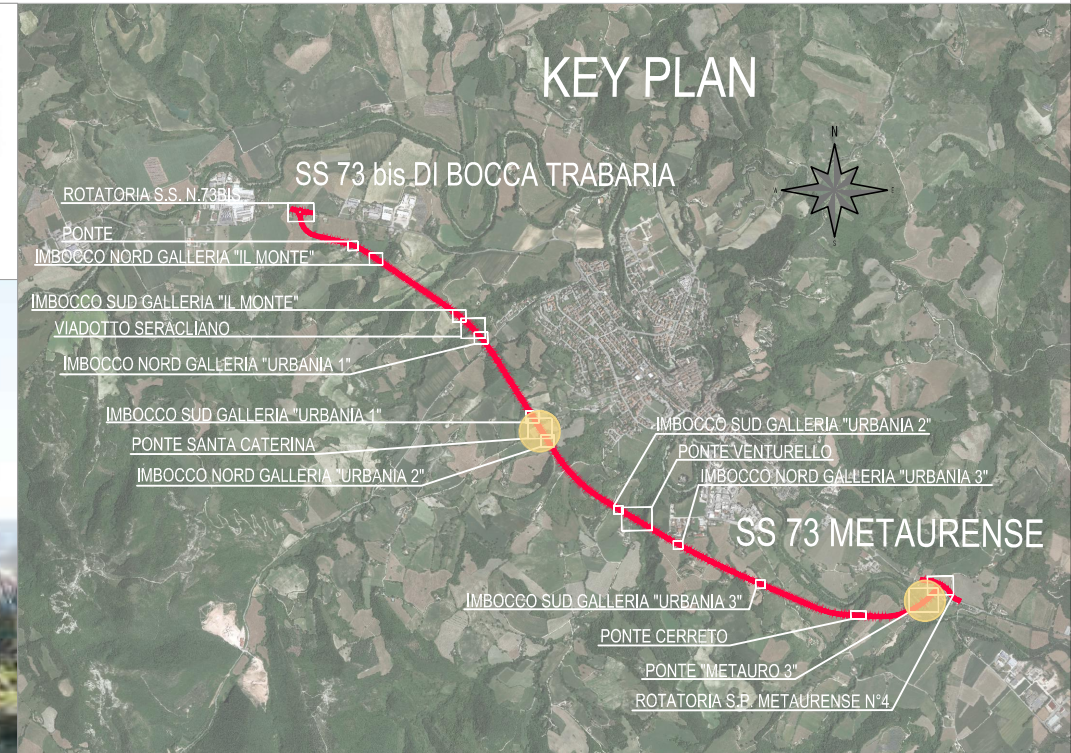 KEY PLAN
N
A
E
S
SS 73 bis DI BOCCA TRABARIA
ROTATORIA S.S. N.73BIS
PONTE
IMBOCCO NORD GALLERIA "IL MONTE"
IMBOCCO SUD GALLERIA "IL MONTE"
VIADOTTO SERACLIANO
IMBOCCO NORD GALLERIA "URBANIA 1"
IMBOCCO SUD GALLERIA "URBANIA 1"
PONTE SANTA CATERINA
IMBOCCO NORD GALLERIA "URBANIA 2"
IMBOCCO SUD GALLERIA "URBANIA 2"
PONTE VENTURELLO
IMBOCCO NORD GALLERIA "URBANIA 3"
SS 73 METAURENSE
IMBOCCO SUD GALLERIA "URBANIA 3"
PONTE CERRETO
PONTE "METAURO 3"
ROTATORIA S.P. METAURENSE N°4